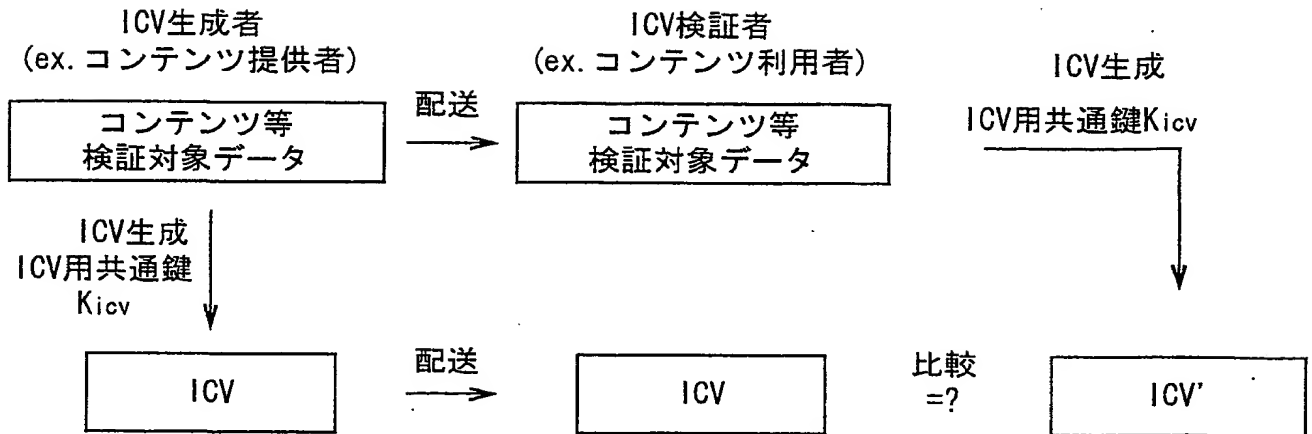 ICV生成者
(ex. コンテンツ提供者)
コンテンツ等
検証対象データ
配送
ICV検証者
(ex. コンテンツ利用者)
コンテンツ等
検証対象データ
ICV生成
ICV用共通鍵Kicv
ICV生成
ICV用共通鍵
Kicv
ICV
配送
ICV
比較
=?
ICV'